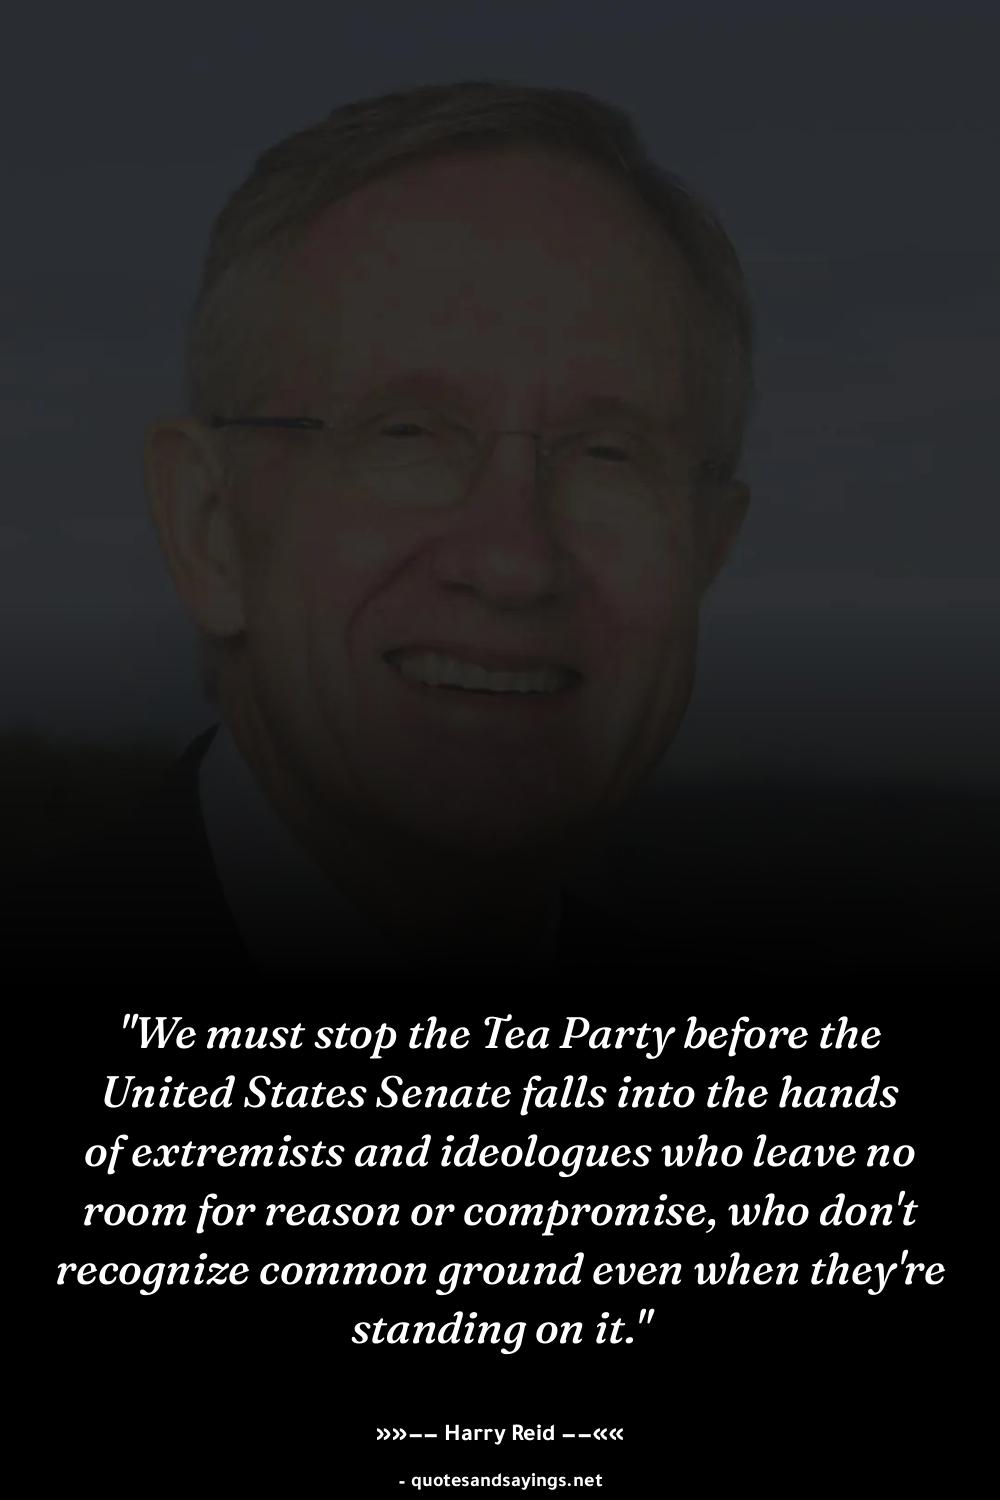 "We must stop the Tea Party before the
United States Senate falls into the hands
of extremists and ideologues who leave no
room for reason or compromise, who don't
recognize common ground even when they're
standing on it."
»»–– Harry Reid ––««
- quotesandsayings.net